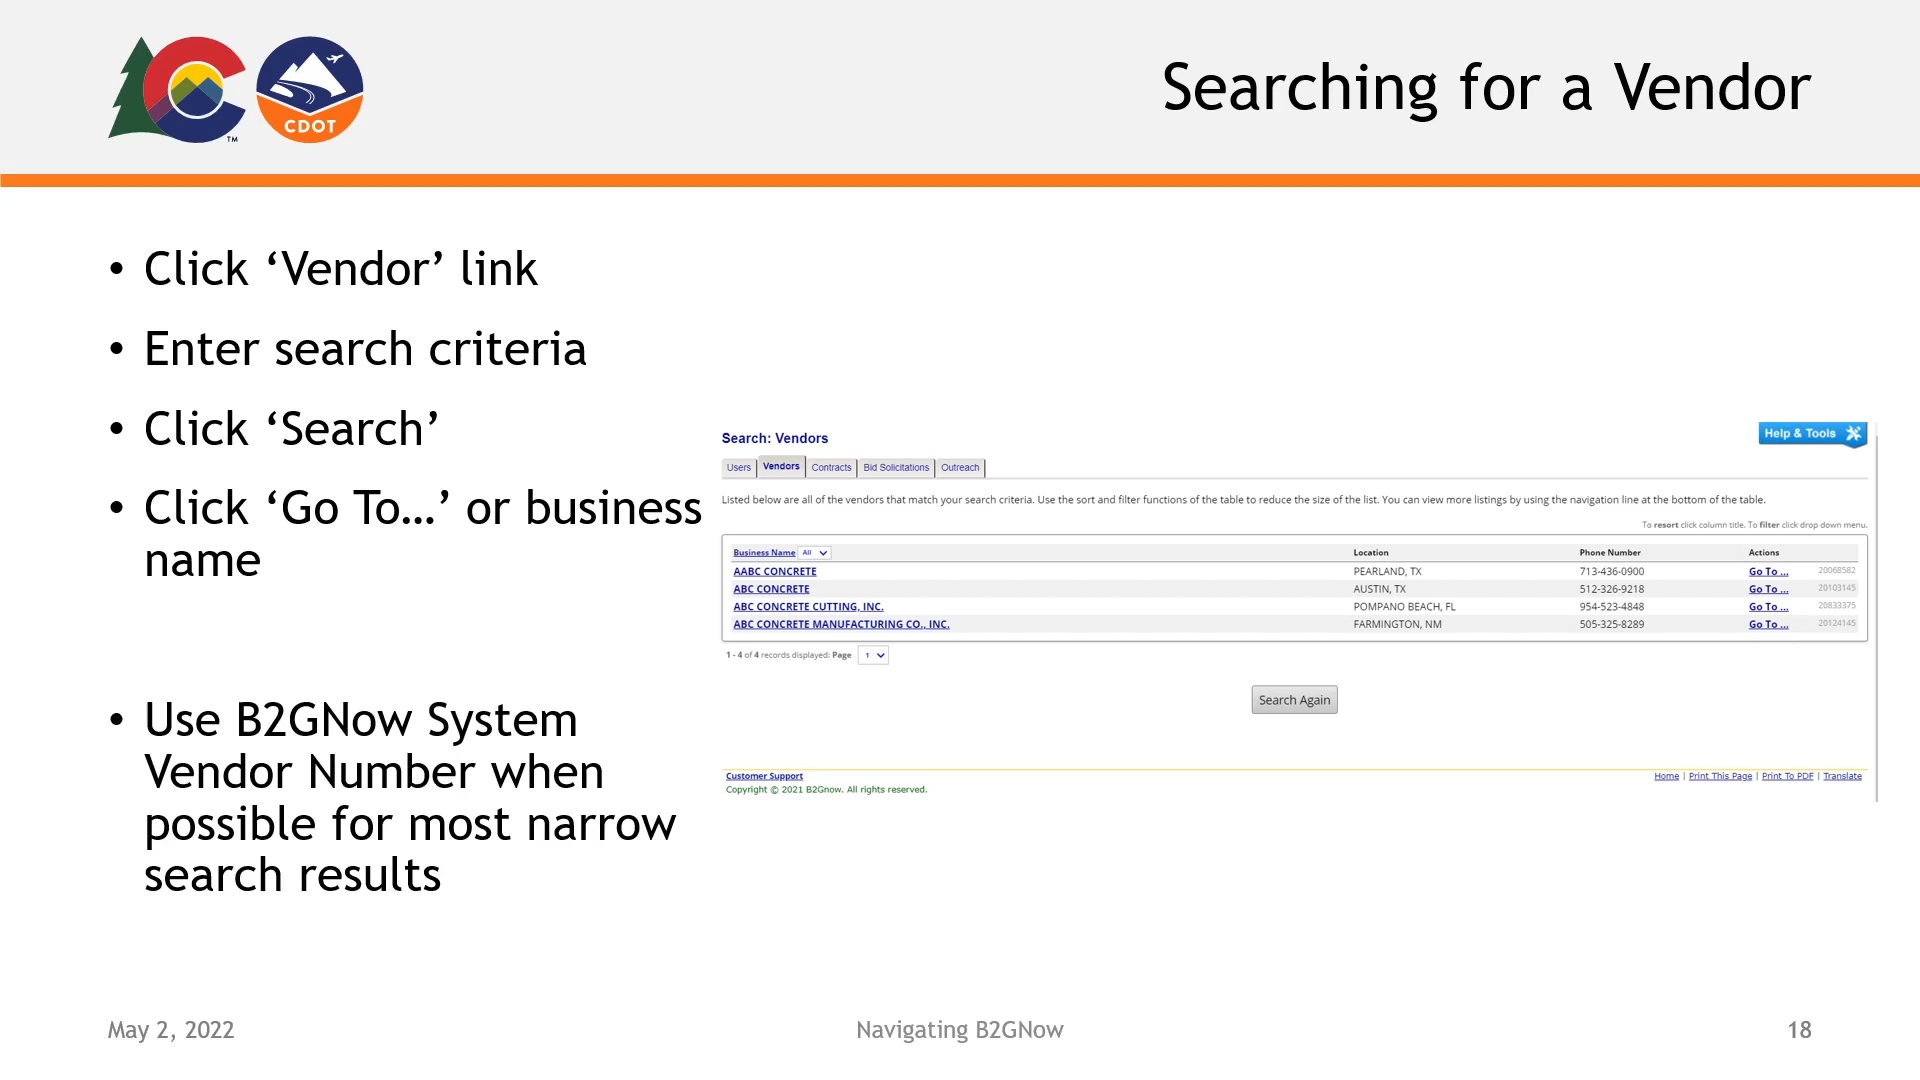 TM
CDOT
Searching for a Vendor
• Click ‘Vendor’ link
• Enter search criteria
• Click ‘Search’
• Click ‘Go To…’ or business
name
• Use B2GNow System
Vendor Number when
possible for most narrow
search results
Search: Vendors
Help & Tools
Users Vendors Contracts Bid Solicitations Outreach
Listed below are all of the vendors that match your search criteria. Use the sort and filter functions of the table to reduce the size of the list. You can view more listings by using the navigation line at the bottom of the table.
To resort click column title. To filter click drop down menu.
Business Name All Location Phone Number Actions
AABC CONCRETE PEARLAND, TX 713-436-0900 Go To ... 20068582
ABC CONCRETE AUSTIN, TX 512-326-9218 Go To ... 20103145
ABC CONCRETE CUTTING, INC. POMPANO BEACH, FL 954-523-4848 Go To ... 20833375
ABC CONCRETE MANUFACTURING CO., INC. FARMINGTON, NM 505-325-8289 Go To ... 20124145
1 - 4 of 4 records displayed: Page 1
Search Again
Customer Support Home | Print This Page | Print To PDF | Translate
Copyright © 2021 B2Gnow. All rights reserved.
May 2, 2022 Navigating B2GNow 18